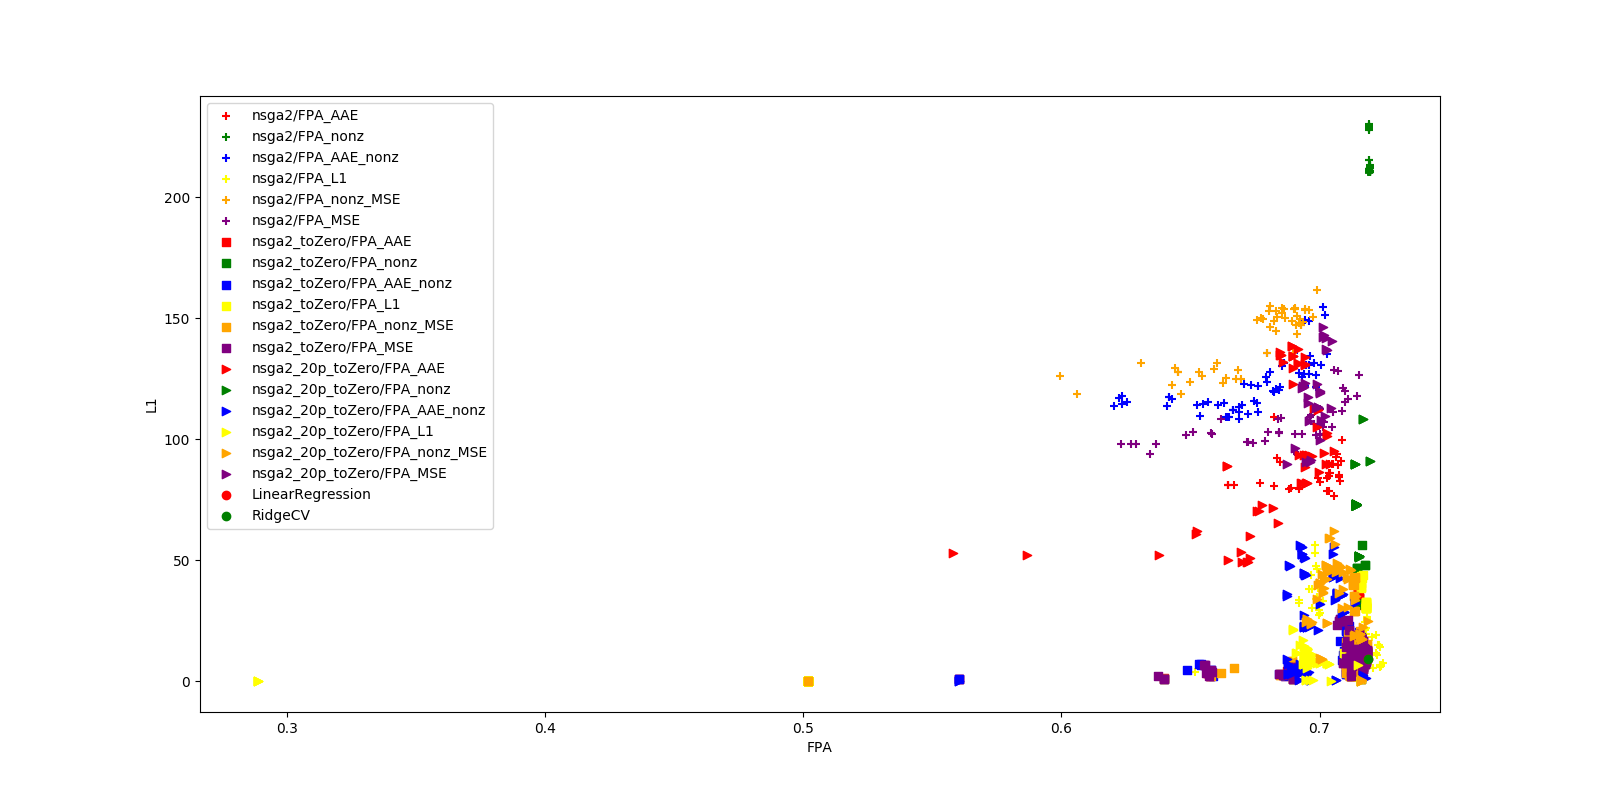 nsga2/FPA_AAE
nsga2/FPA_nonz
nsga2/FPA_AAE_nonz
nsga2/FPA_L1
nsga2/FPA_nonz_MSE
nsga2/FPA_MSE
nsga2_toZero/FPA_AAE
nsga2_toZero/FPA_nonz
nsga2_toZero/FPA_AAE_nonz
nsga2_toZero/FPA_L1
nsga2_toZero/FPA_nonz_MSE
nsga2_toZero/FPA_MSE
nsga2_20p_toZero/FPA_AAE
nsga2_20p_toZero/FPA_nonz
nsga2_20p_toZero/FPA_AAE_nonz
nsga2_20p_toZero/FPA_L1
nsga2_20p_toZero/FPA_nonz_MSE
nsga2_20p_toZero/FPA_MSE
LinearRegression
RidgeCV
L1
200
150
100
50
0
0.3 0.4 0.5 0.6 0.7
FPA